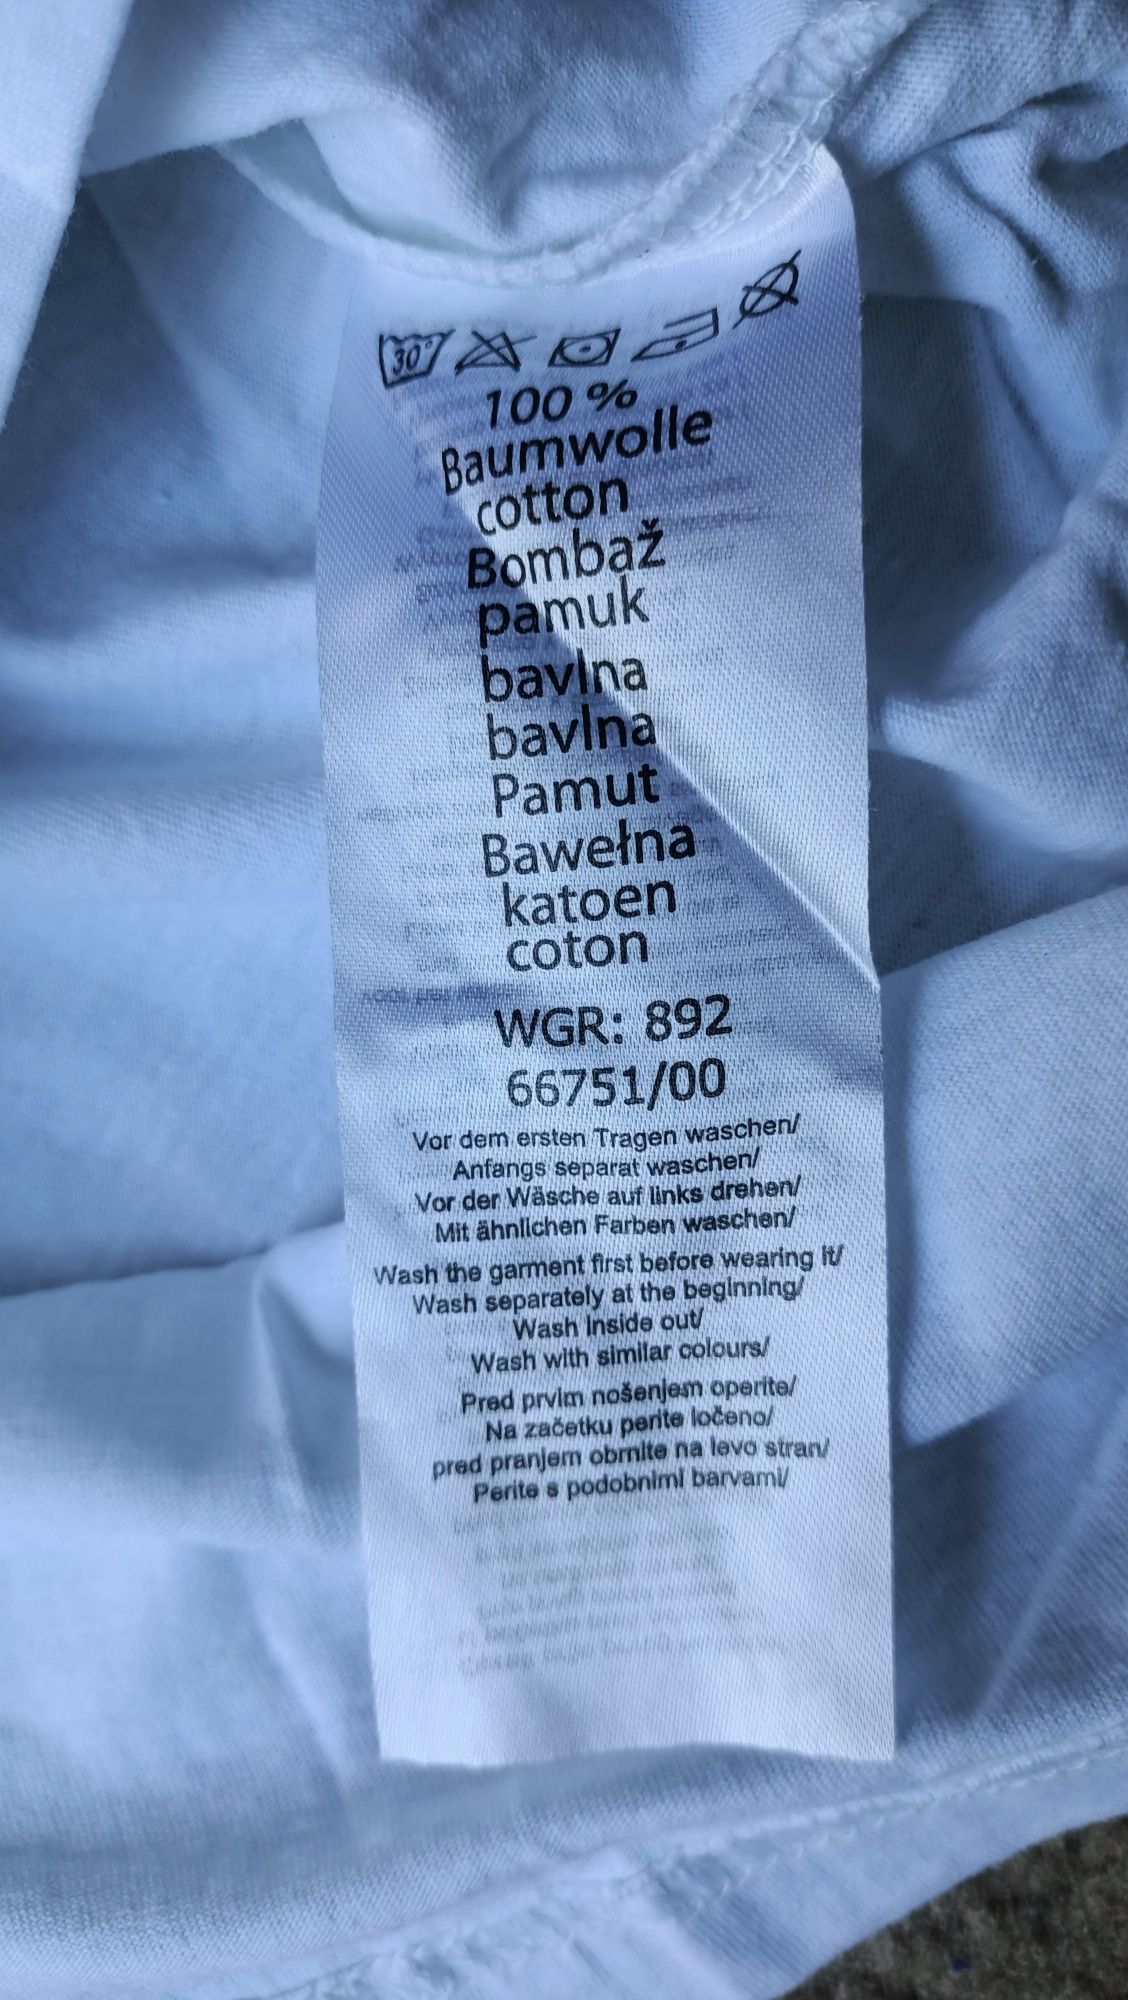 30°
100 %
Baumwolle
cotton
Bombaž
pamuk
bavlna
bavlna
Pamut
Bawełna
katoen
coton
WGR: 892
66751/00
Vor dem ersten Tragen waschen/
Anfangs separat waschen/
Vor der Wäsche auf links drehen/
Mit ähnlichen Farben waschen/
Wash the garment first before wearing it/
Wash separately at the beginning/
Wash inside out/
Wash with similar colours/
Pred prvim nošenjem operite/
Na začetku perite ločeno/
pred pranjem obrnite na levo stran/
Perite s podobnimi barvami/